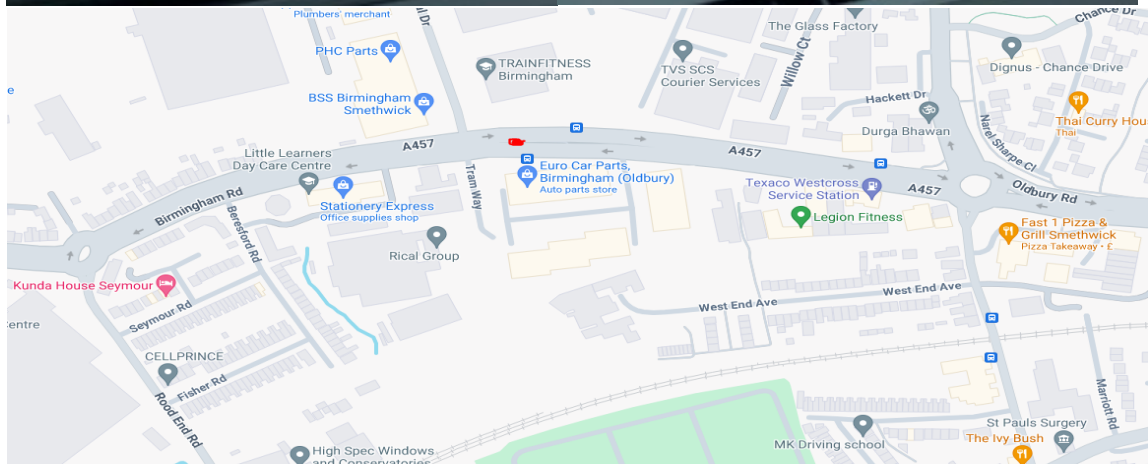 Plumbers' merchant
PHC Parts
BSS Birmingham
Smethwick
TRAINFITNESS
Birmingham
TVS SCS
Courier Services
The Glass Factory
Willow Ct
Chance Dr
Dignus - Chance Drive
Hackett Dr
Durga Bhawan
Thai Curry Hou
Thai
Narel Sharpe Cl
Little Learners
Day Care Centre
A457
A457
A457
Oldbury Rd
Birmingham Rd
Beresford Rd
Stationery Express
Office supplies shop
Tram Way
Euro Car Parts,
Birmingham (Oldbury)
Auto parts store
Texaco Westcross
Service Station
Legion Fitness
Fast 1 Pizza &
Grill Smethwick
Pizza Takeaway · £
Rical Group
Kunda House Seymour
Seymour Rd
West End Ave
West End Ave
entre
CELLPRINCE
Fisher Rd
Rood End Rd
Marriott Rd
High Spec Windows
and Conservatories
MK Driving school
St Pauls Surgery
The Ivy Bush